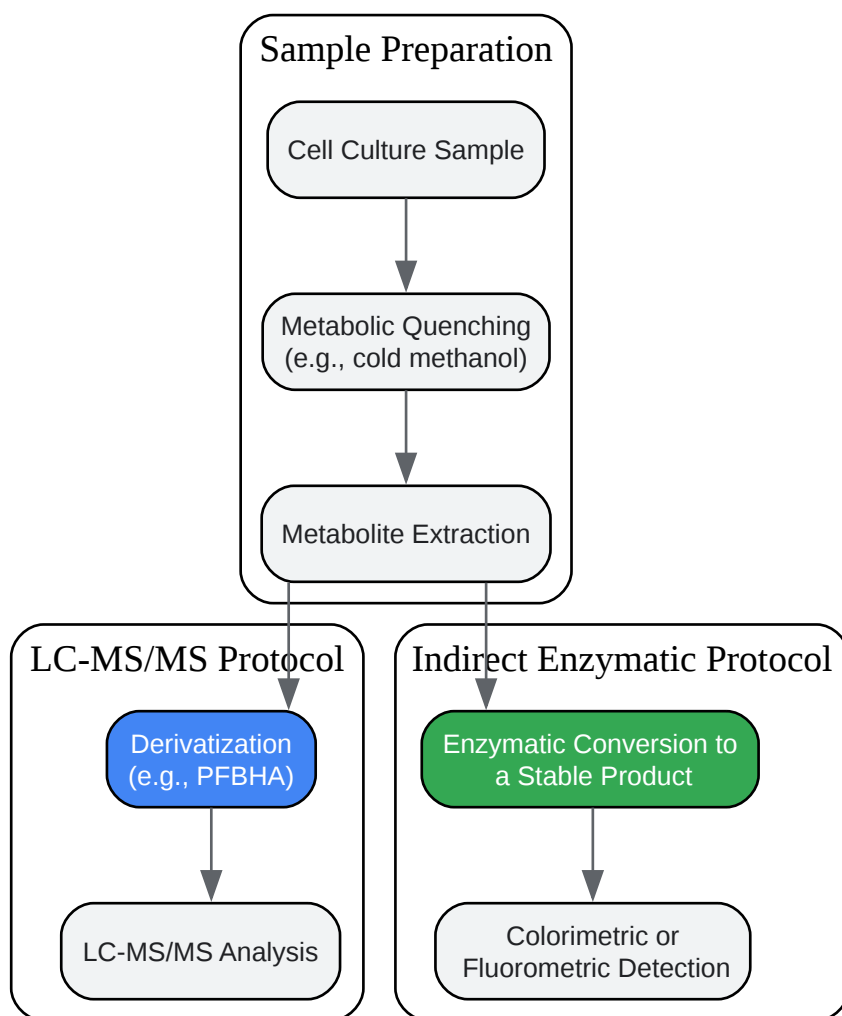 Sample Preparation
Cell Culture Sample
Metabolic Quenching
(e.g., cold methanol)
Metabolite Extraction
LC-MS/MS Protocol
Derivatization
(e.g., PFBHA)
LC-MS/MS Analysis
Indirect Enzymatic Protocol
Enzymatic Conversion to
a Stable Product
Colorimetric or
Fluorometric Detection